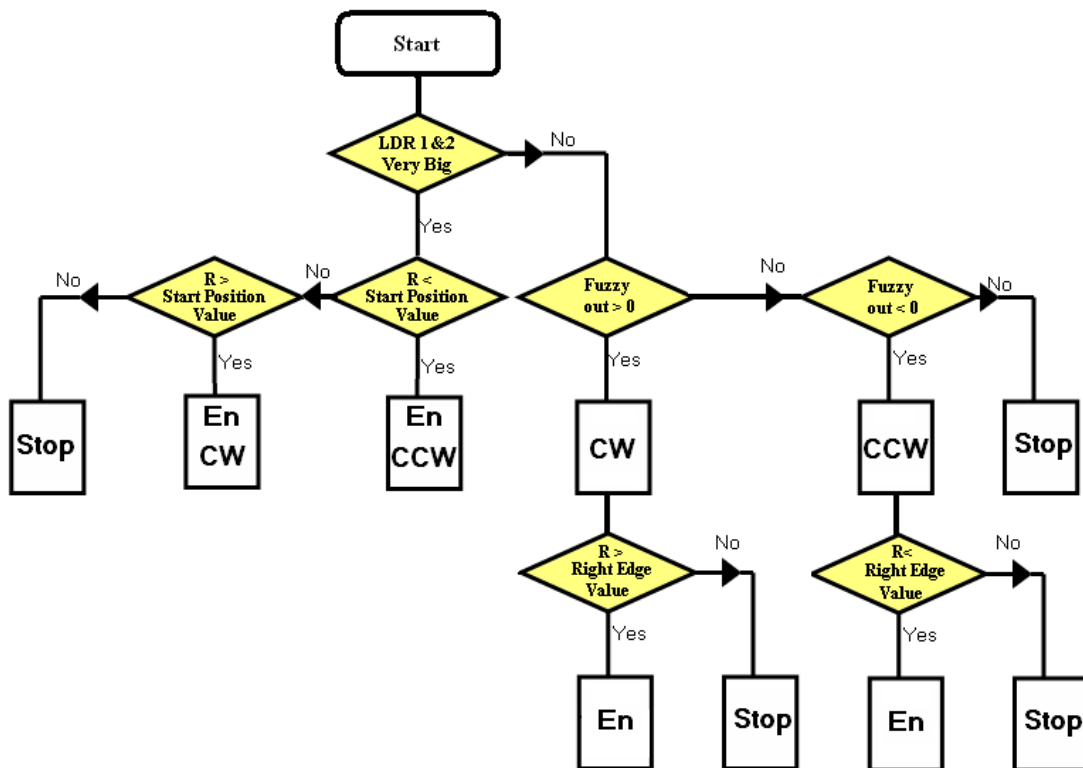 Start
LDR 1 &2
Very Big
No
Yes
No
R >
Start Position
Value
No
R <
Start Position
Value
Fuzzy
out > 0
No
Fuzzy
out < 0
No
Yes
Yes
Yes
Yes
Stop
En
CW
En
CCW
CW
CCW
Stop
R >
Right Edge
Value
No
R<
Right Edge
Value
No
Yes
Yes
En
Stop
En
Stop